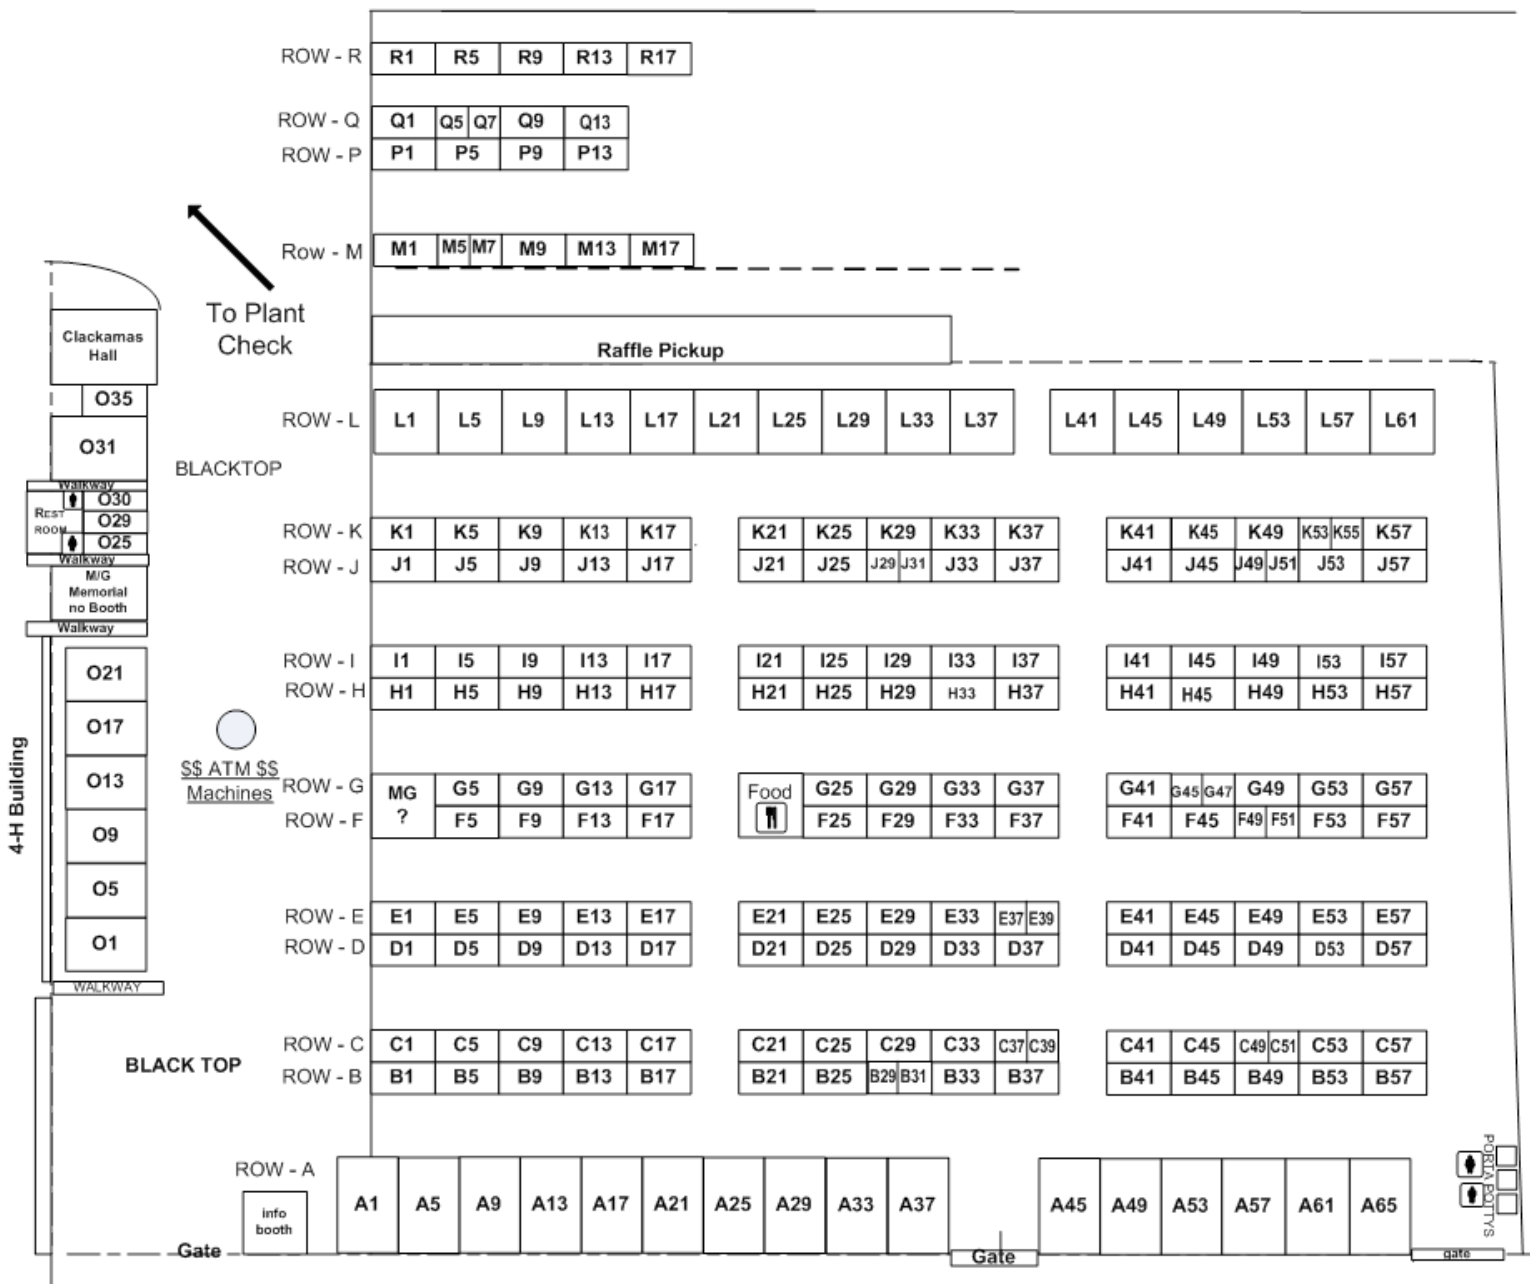 ROW - R R1 R5 R9 R13 R17
ROW - Q Q1 Q5 Q7 Q9 Q13
ROW - P P1 P5 P9 P13
Row - M M1 M5 M7 M9 M13 M17
To Plant
Check
Clackamas
Hall
Raffle Pickup
O35
ROW - L L1 L5 L9 L13 L17 L21 L25 L29 L33 L37 L41 L45 L49 L53 L57 L61
O31
BLACKTOP
Walkway
O30
REST
ROOM
O29
O25
Walkway
ROW - K K1 K5 K9 K13 K17 K21 K25 K29 K33 K37 K41 K45 K49 K53 K55 K57
ROW - J J1 J5 J9 J13 J17 J21 J25 J29 J31 J33 J37 J41 J45 J49 J51 J53 J57
M/G
Memorial
no Booth
Walkway
ROW - I I1 I5 I9 I13 I17 I21 I25 I29 I33 I37 I41 I45 I49 I53 I57
ROW - H H1 H5 H9 H13 H17 H21 H25 H29 H33 H37 H41 H45 H49 H53 H57
O21
O17
O13
O9
O5
O1
4-H Building
$$ ATM $$
Machines
ROW - G MG
?
G5 G9 G13 G17 Food G25 G29 G33 G37 G41 G45 G47 G49 G53 G57
ROW - F F5 F9 F13 F17 F25 F29 F33 F37 F41 F45 F49 F51 F53 F57
ROW - E E1 E5 E9 E13 E17 E21 E25 E29 E33 E37 E39 E41 E45 E49 E53 E57
ROW - D D1 D5 D9 D13 D17 D21 D25 D29 D33 D37 D41 D45 D49 D53 D57
WALKWAY
BLACK TOP
ROW - C C1 C5 C9 C13 C17 C21 C25 C29 C33 C37 C39 C41 C45 C49 C51 C53 C57
ROW - B B1 B5 B9 B13 B17 B21 B25 B29 B31 B33 B37 B41 B45 B49 B53 B57
ROW - A A1 A5 A9 A13 A17 A21 A25 A29 A33 A37 A45 A49 A53 A57 A61 A65
PORTA POTTYS
info
booth
Gate
Gate
gate